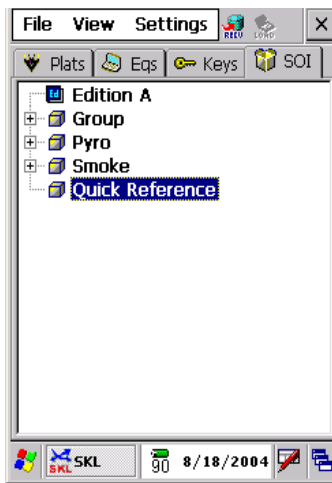 File View Settings RECV LOAD X
Plats Eqs Keys SOI
Ed Edition A
Group
Pyro
Smoke
Quick Reference
SKL SKL 90 8/18/2004